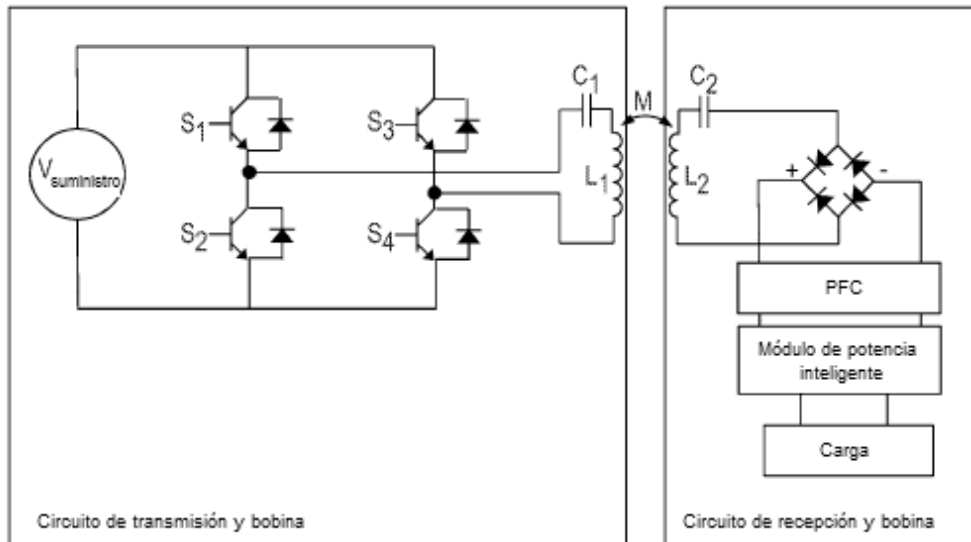 V suministro
S1
S2
S3
S4
C1
L1
M
C2
L2
+
-
PFC
Módulo de potencia
inteligente
Carga
Circuito de transmisión y bobina
Circuito de recepción y bobina